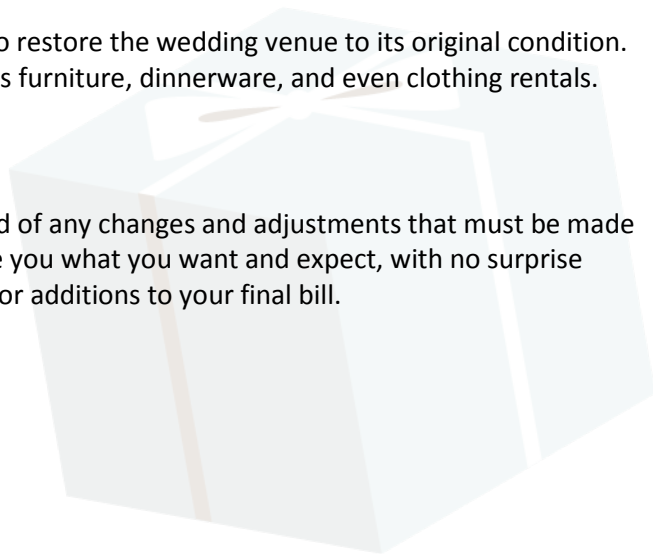 o restore the wedding venue to its original condition.
s furniture, dinnerware, and even clothing rentals.
d of any changes and adjustments that must be made
e you what you want and expect, with no surprise
or additions to your final bill.